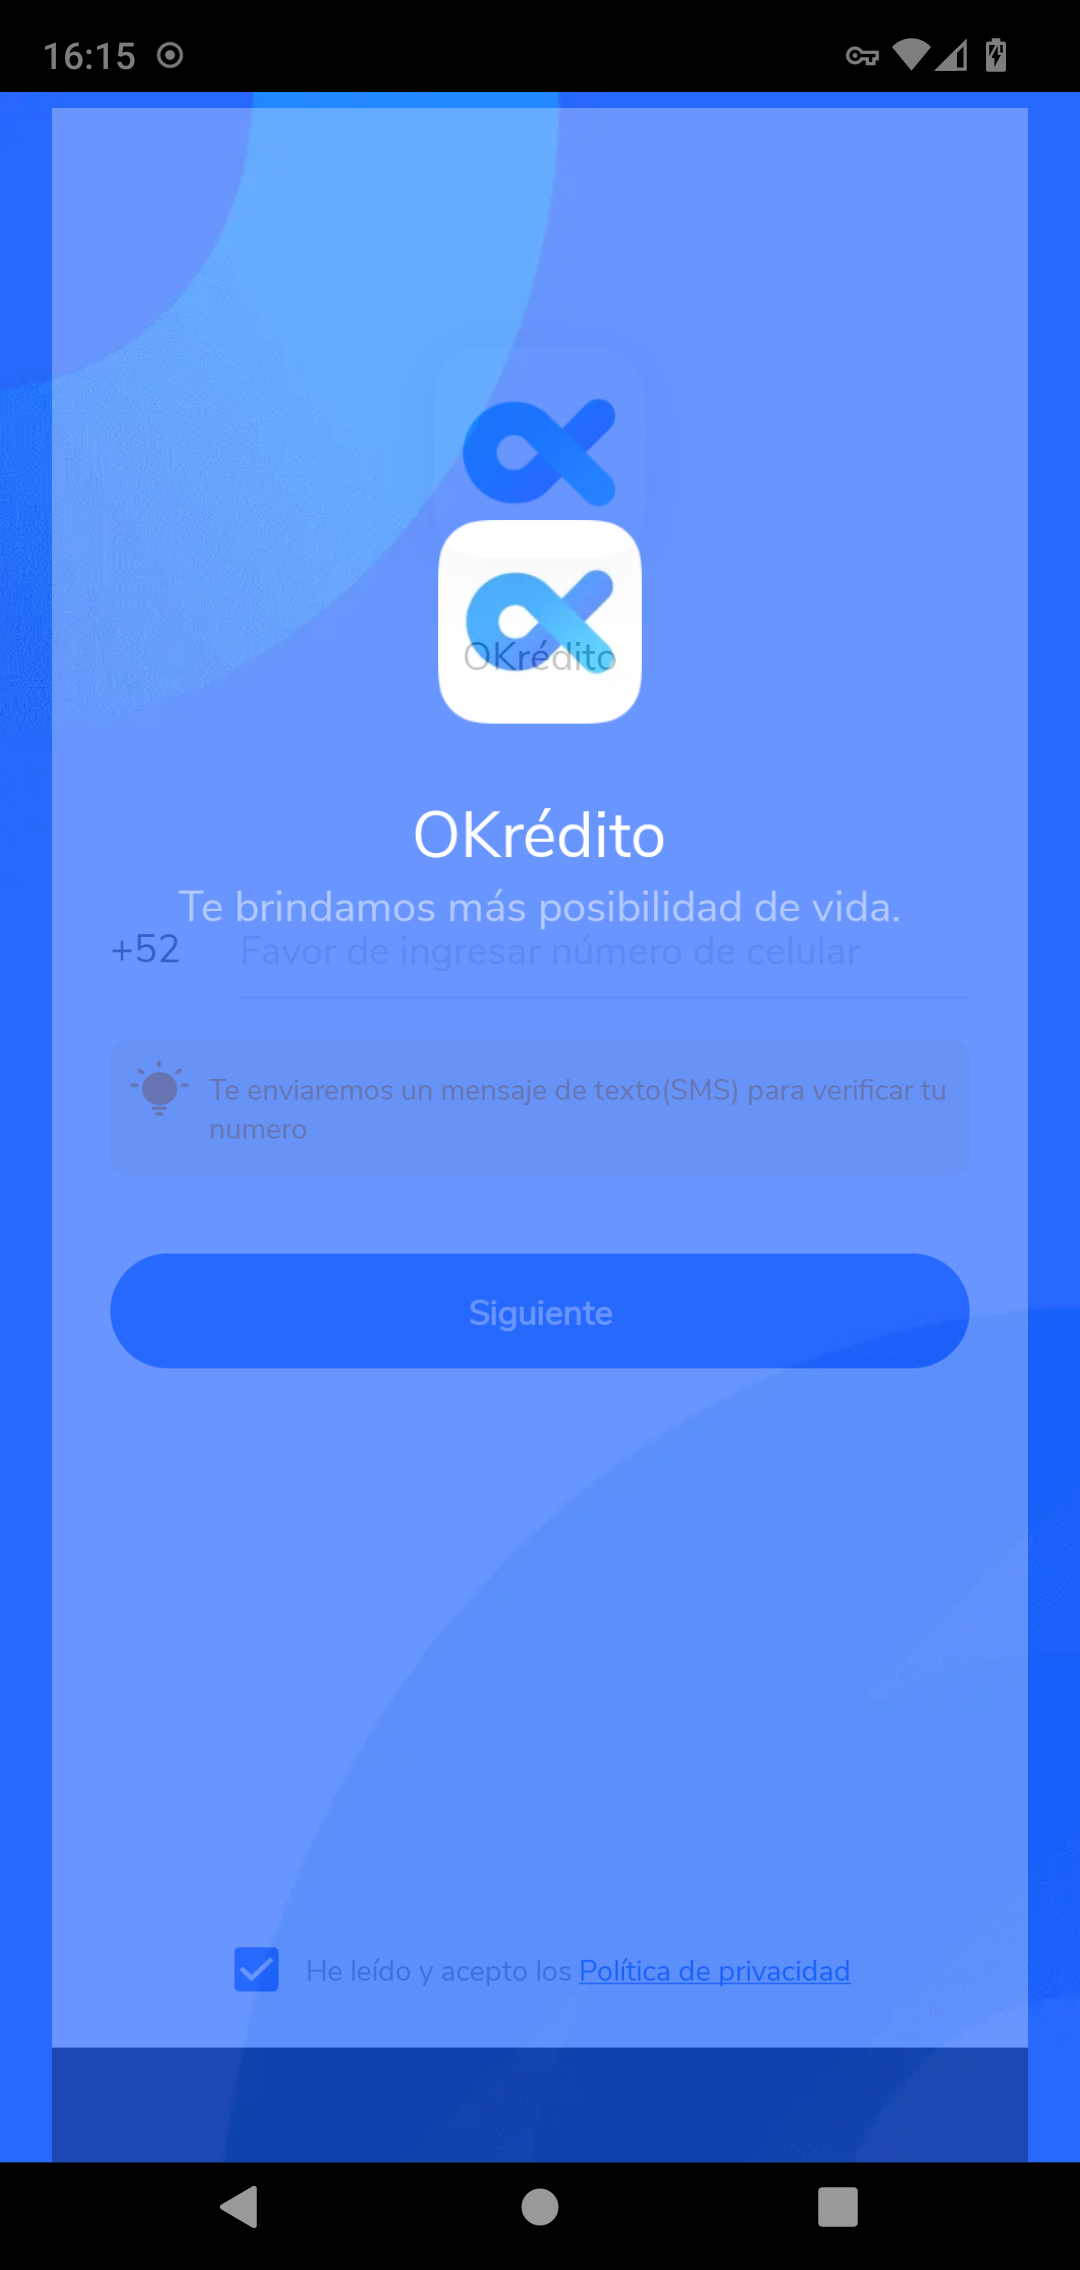 16:15
OKrédito
OKrédito
Te brindamos más posibilidad de vida.
+52 Favor de ingresar número de celular
Te enviaremos un mensaje de texto(SMS) para verificar tu
numero
Siguiente
He leído y acepto los Política de privacidad